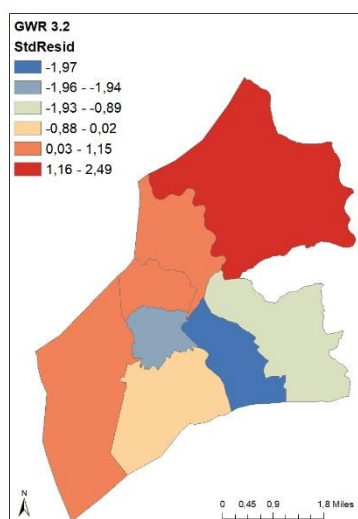 GWR 3.2
StdResid
-1,97
-1,96 - -1,94
-1,93 - -0,89
-0,88 - 0,02
0,03 - 1,15
1,16 - 2,49
N
0 0,45 0,9 1,8 Miles